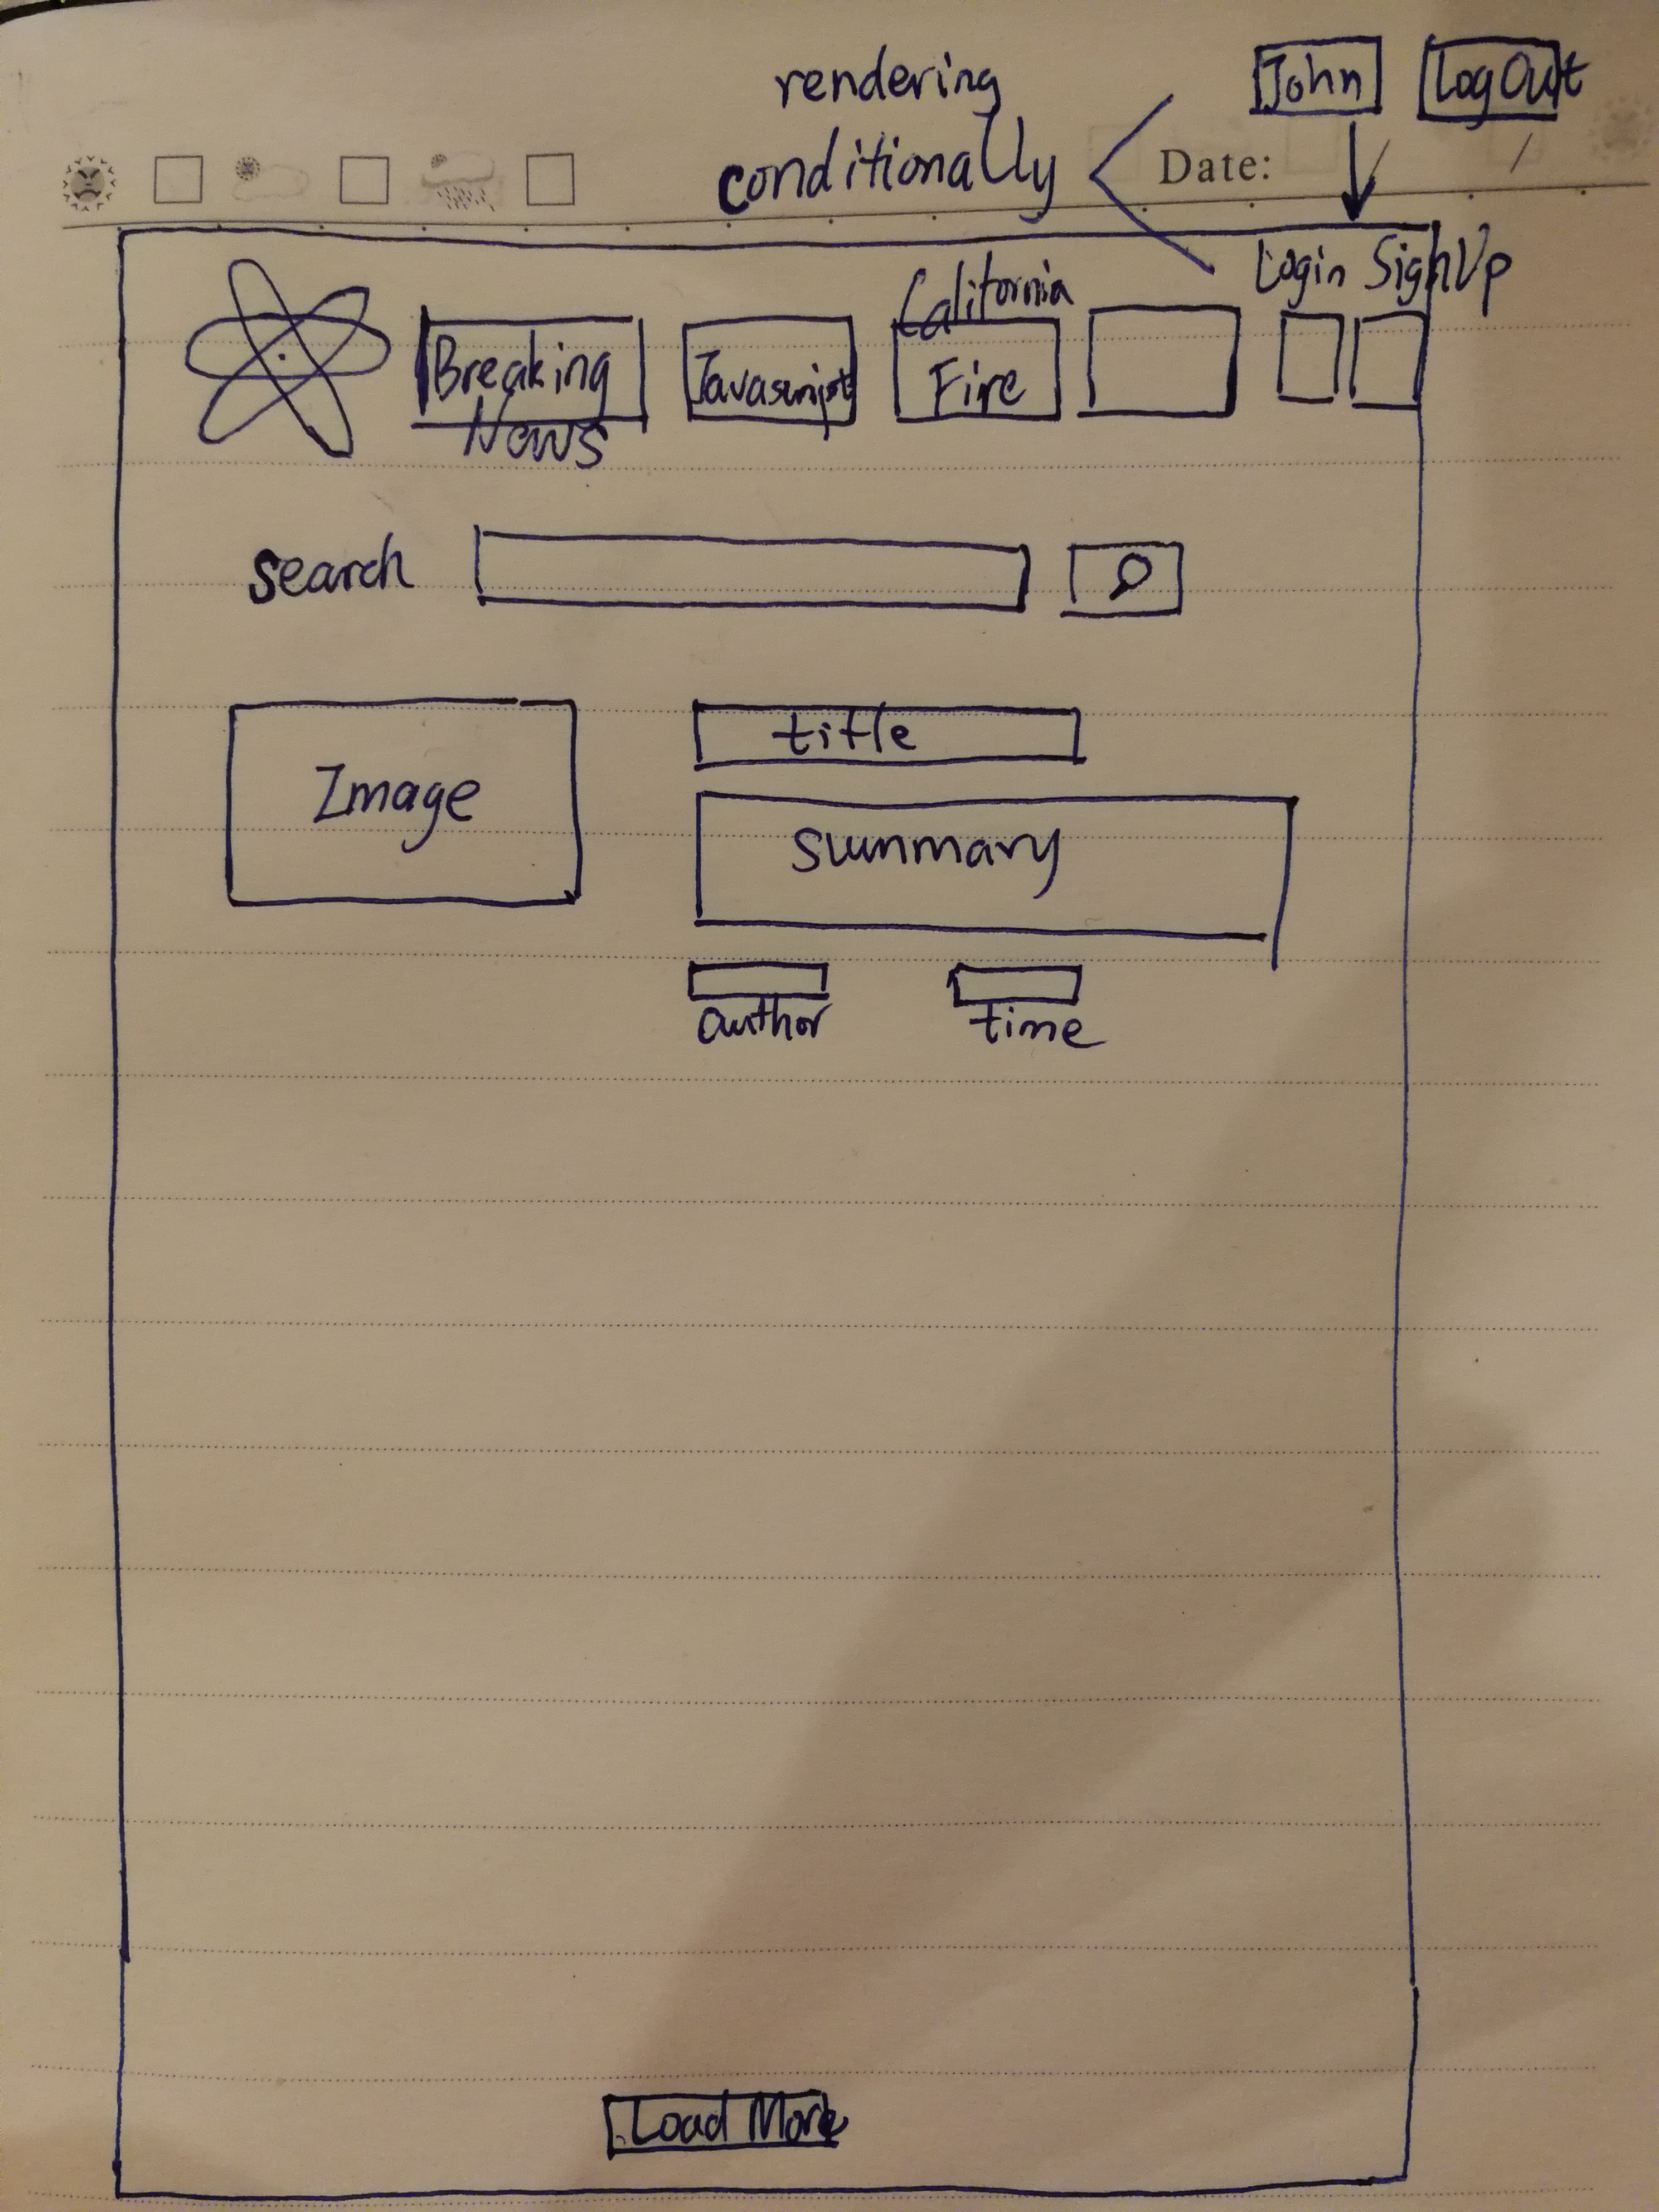 rendering
conditionally
John
LogOut
Date:
Login SignUp
Breaking
News
Javascript
California
Fire
search
Image
title
summary
author
time
Load More